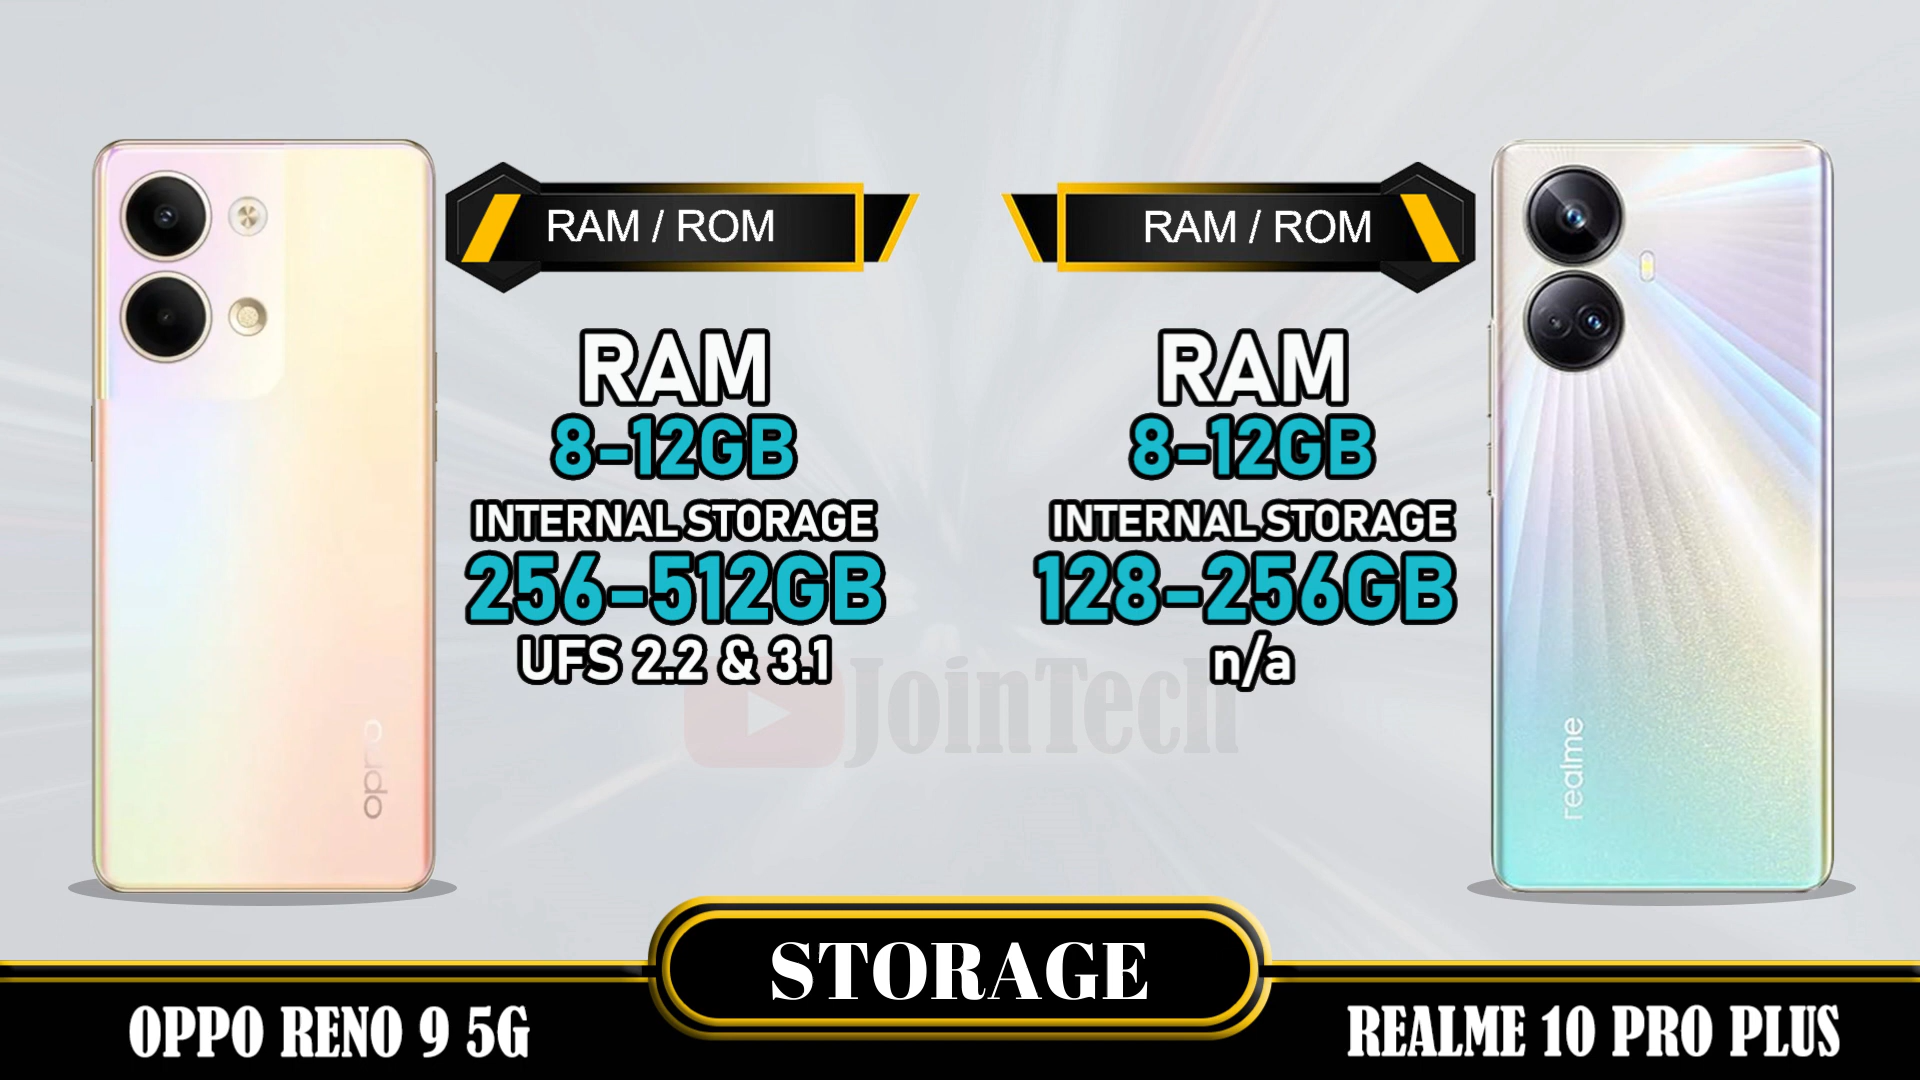 RAM / ROM
RAM
8-12GB
INTERNAL STORAGE
256-512GB
UFS 2.2 & 3.1
RAM / ROM
RAM
8-12GB
INTERNAL STORAGE
128-256GB
n/a
JoinTech
oppo
realme
STORAGE
OPPO RENO 9 5G
REALME 10 PRO PLUS